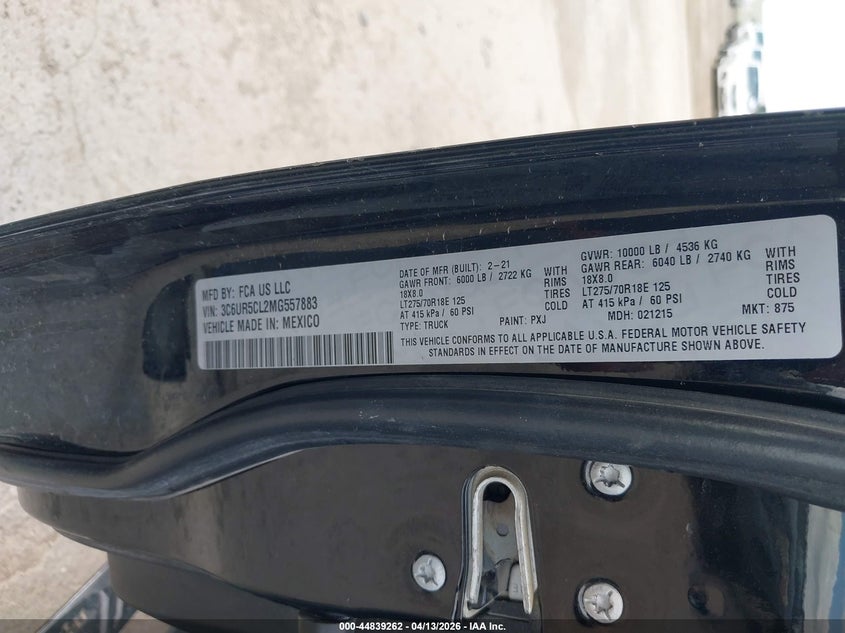 MFD BY: FCA US LLC
VIN: 3C6UR5CL2MG557883
VEHICLE MADE IN: MEXICO
DATE OF MFR (BUILT): 2-21
GAWR FRONT: 6000 LB / 2722 KG WITH
18X8.0 RIMS
LT275/70R18E 125 TIRES
AT 415 kPa / 60 PSI COLD
TYPE: TRUCK PAINT: PXJ
GVWR: 10000 LB / 4536 KG
GAWR REAR: 6040 LB / 2740 KG WITH
18X8.0 RIMS
LT275/70R18E 125 TIRES
AT 415 kPa / 60 PSI COLD
MDH: 021215 MKT: 875
THIS VEHICLE CONFORMS TO ALL APPLICABLE U.S.A. FEDERAL MOTOR VEHICLE SAFETY
STANDARDS IN EFFECT ON THE DATE OF MANUFACTURE SHOWN ABOVE.
000-44839262 - 04/13/2026 - IAA Inc.